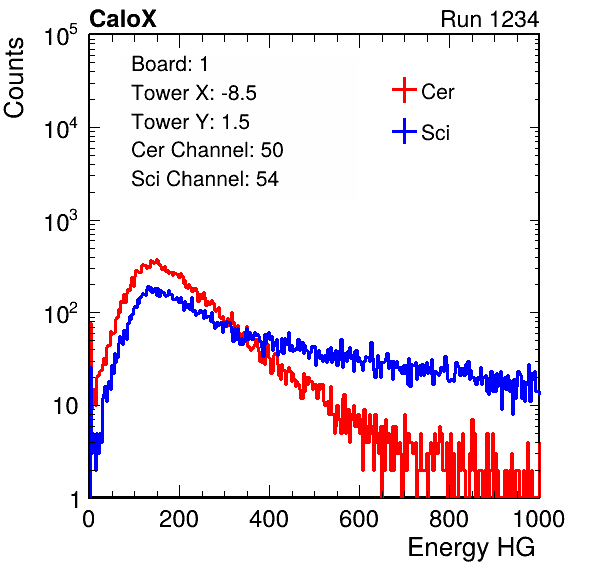 CaloX Run 1234
Counts
10^5
10^4
10^3
10^2
10
1
Board: 1
Tower X: -8.5
Tower Y: 1.5
Cer Channel: 50
Sci Channel: 54
Cer
Sci
0 200 400 600 800 1000
Energy HG